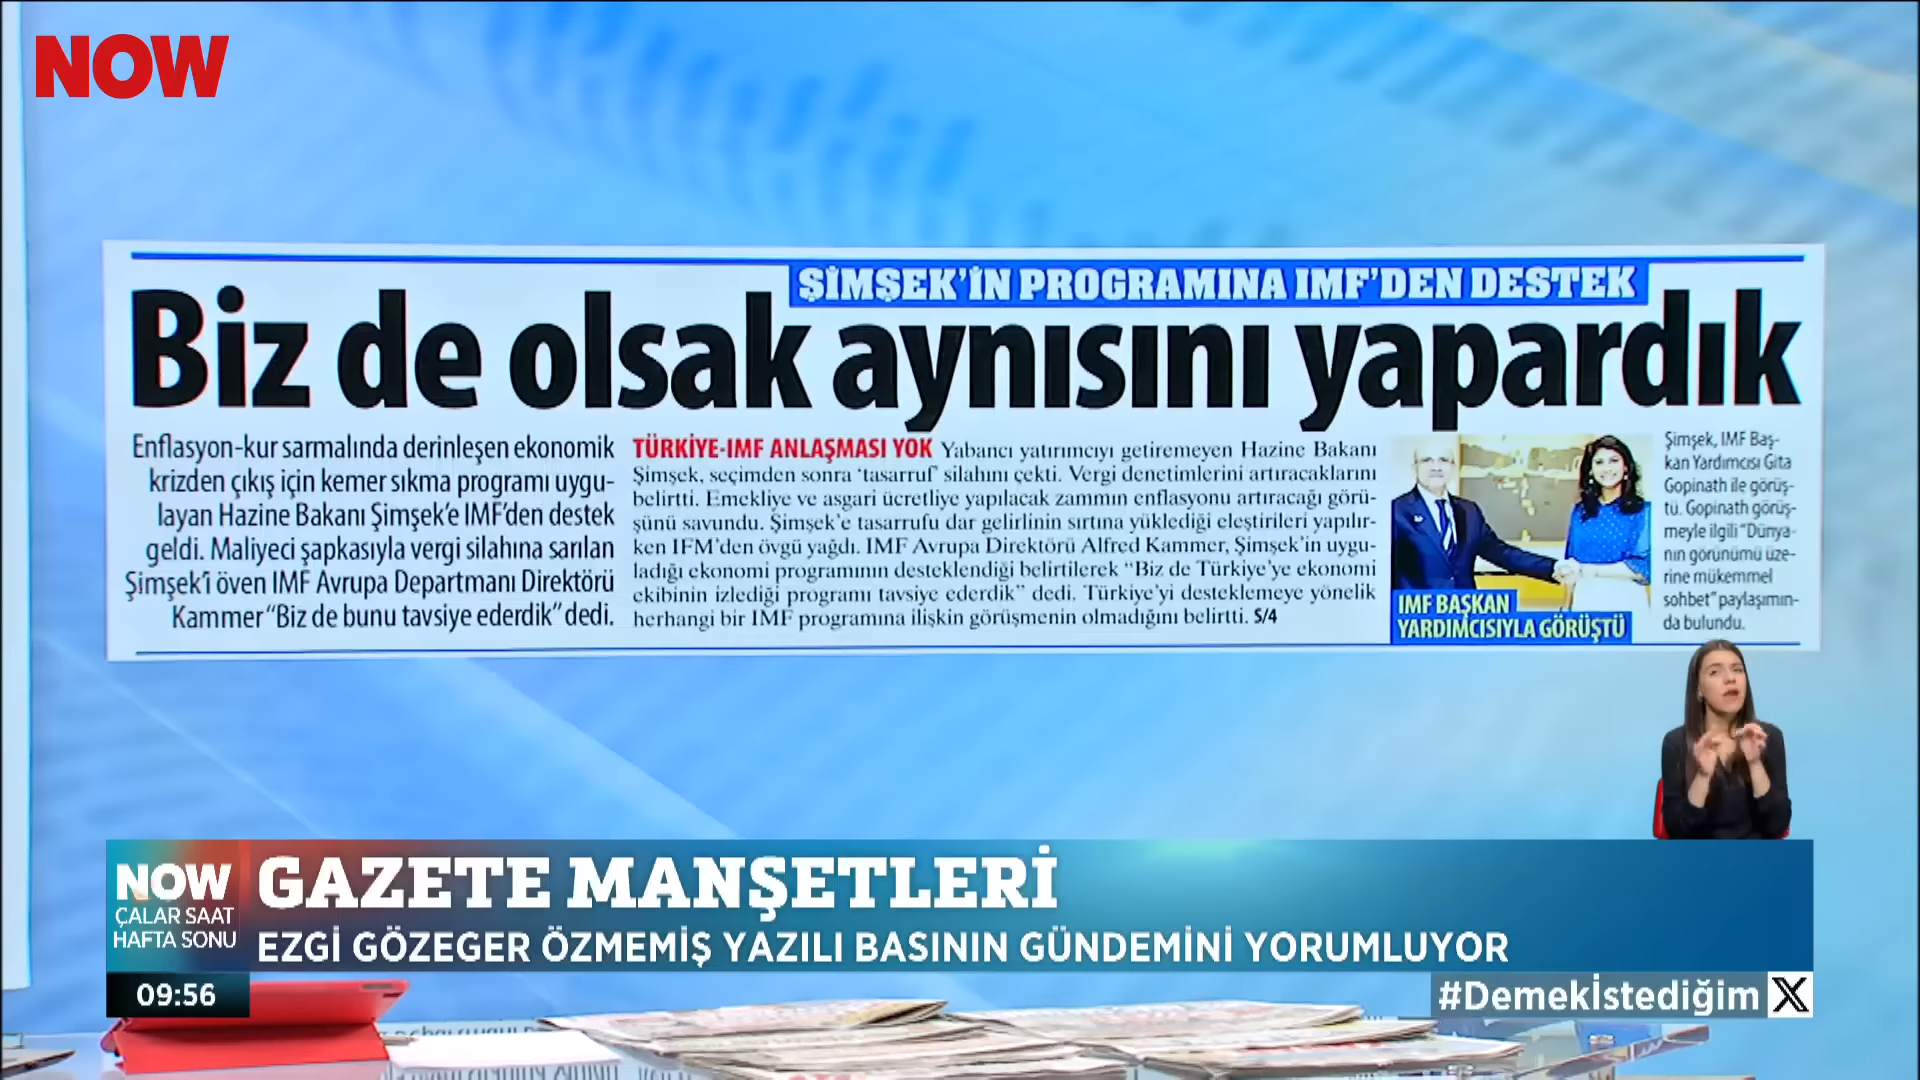 NOW
ŞİMŞEK'İN PROGRAMINA IMF'DEN DESTEK
Biz de olsak aynısını yapardık
Enflasyon-kur sarmalında derinleşen ekonomik
krizden çıkış için kemer sıkma programı uygu-
layan Hazine Bakanı Şimşek'e IMF'den destek
geldi. Maliyeci şapkasıyla vergi silahına sarılan
Şimşek'i öven IMF Avrupa Departmanı Direktörü
Kammer "Biz de bunu tavsiye ederdik" dedi.
TÜRKİYE-IMF ANLAŞMASI YOK Yabancı yatırımcıyı getiremeyen Hazine Bakanı
Şimşek, seçimden sonra 'tasarruf' silahını çekti. Vergi denetimlerini artıracaklarını
belirtti. Emekliye ve asgari ücretliye yapılacak zammın enflasyonu artıracağı görü-
şünü savundu. Şimşek'e tasarrufu dar gelirlinin sırtına yüklediği eleştirileri yapılır-
ken IFM'den övgü yağdı. IMF Avrupa Direktörü Alfred Kammer, Şimşek'in uygu-
ladığı ekonomi programının desteklendiği belirtilerek "Biz de Türkiye'ye ekonomi
ekibinin izlediği programı tavsiye ederdik" dedi. Türkiye'yi desteklemeye yönelik
herhangi bir IMF programına ilişkin görüşmenin olmadığını belirtti. S/4
IMF BAŞKAN
YARDIMCISIYLA GÖRÜŞTÜ
Şimşek, IMF Baş-
kan Yardımcısı Gita
Gopinath ile görüş-
tü. Gopinath görüş-
meyle ilgili "Dünya-
nın görünümü üze-
rine mükemmel
sohbet" paylaşımın-
da bulundu.
NOW
ÇALAR SAAT
HAFTA SONU
GAZETE MANŞETLERİ
EZGİ GÖZEGER ÖZMEMİŞ YAZILI BASININ GÜNDEMİNİ YORUMLUYOR
09:56
#Demekİstediğim X